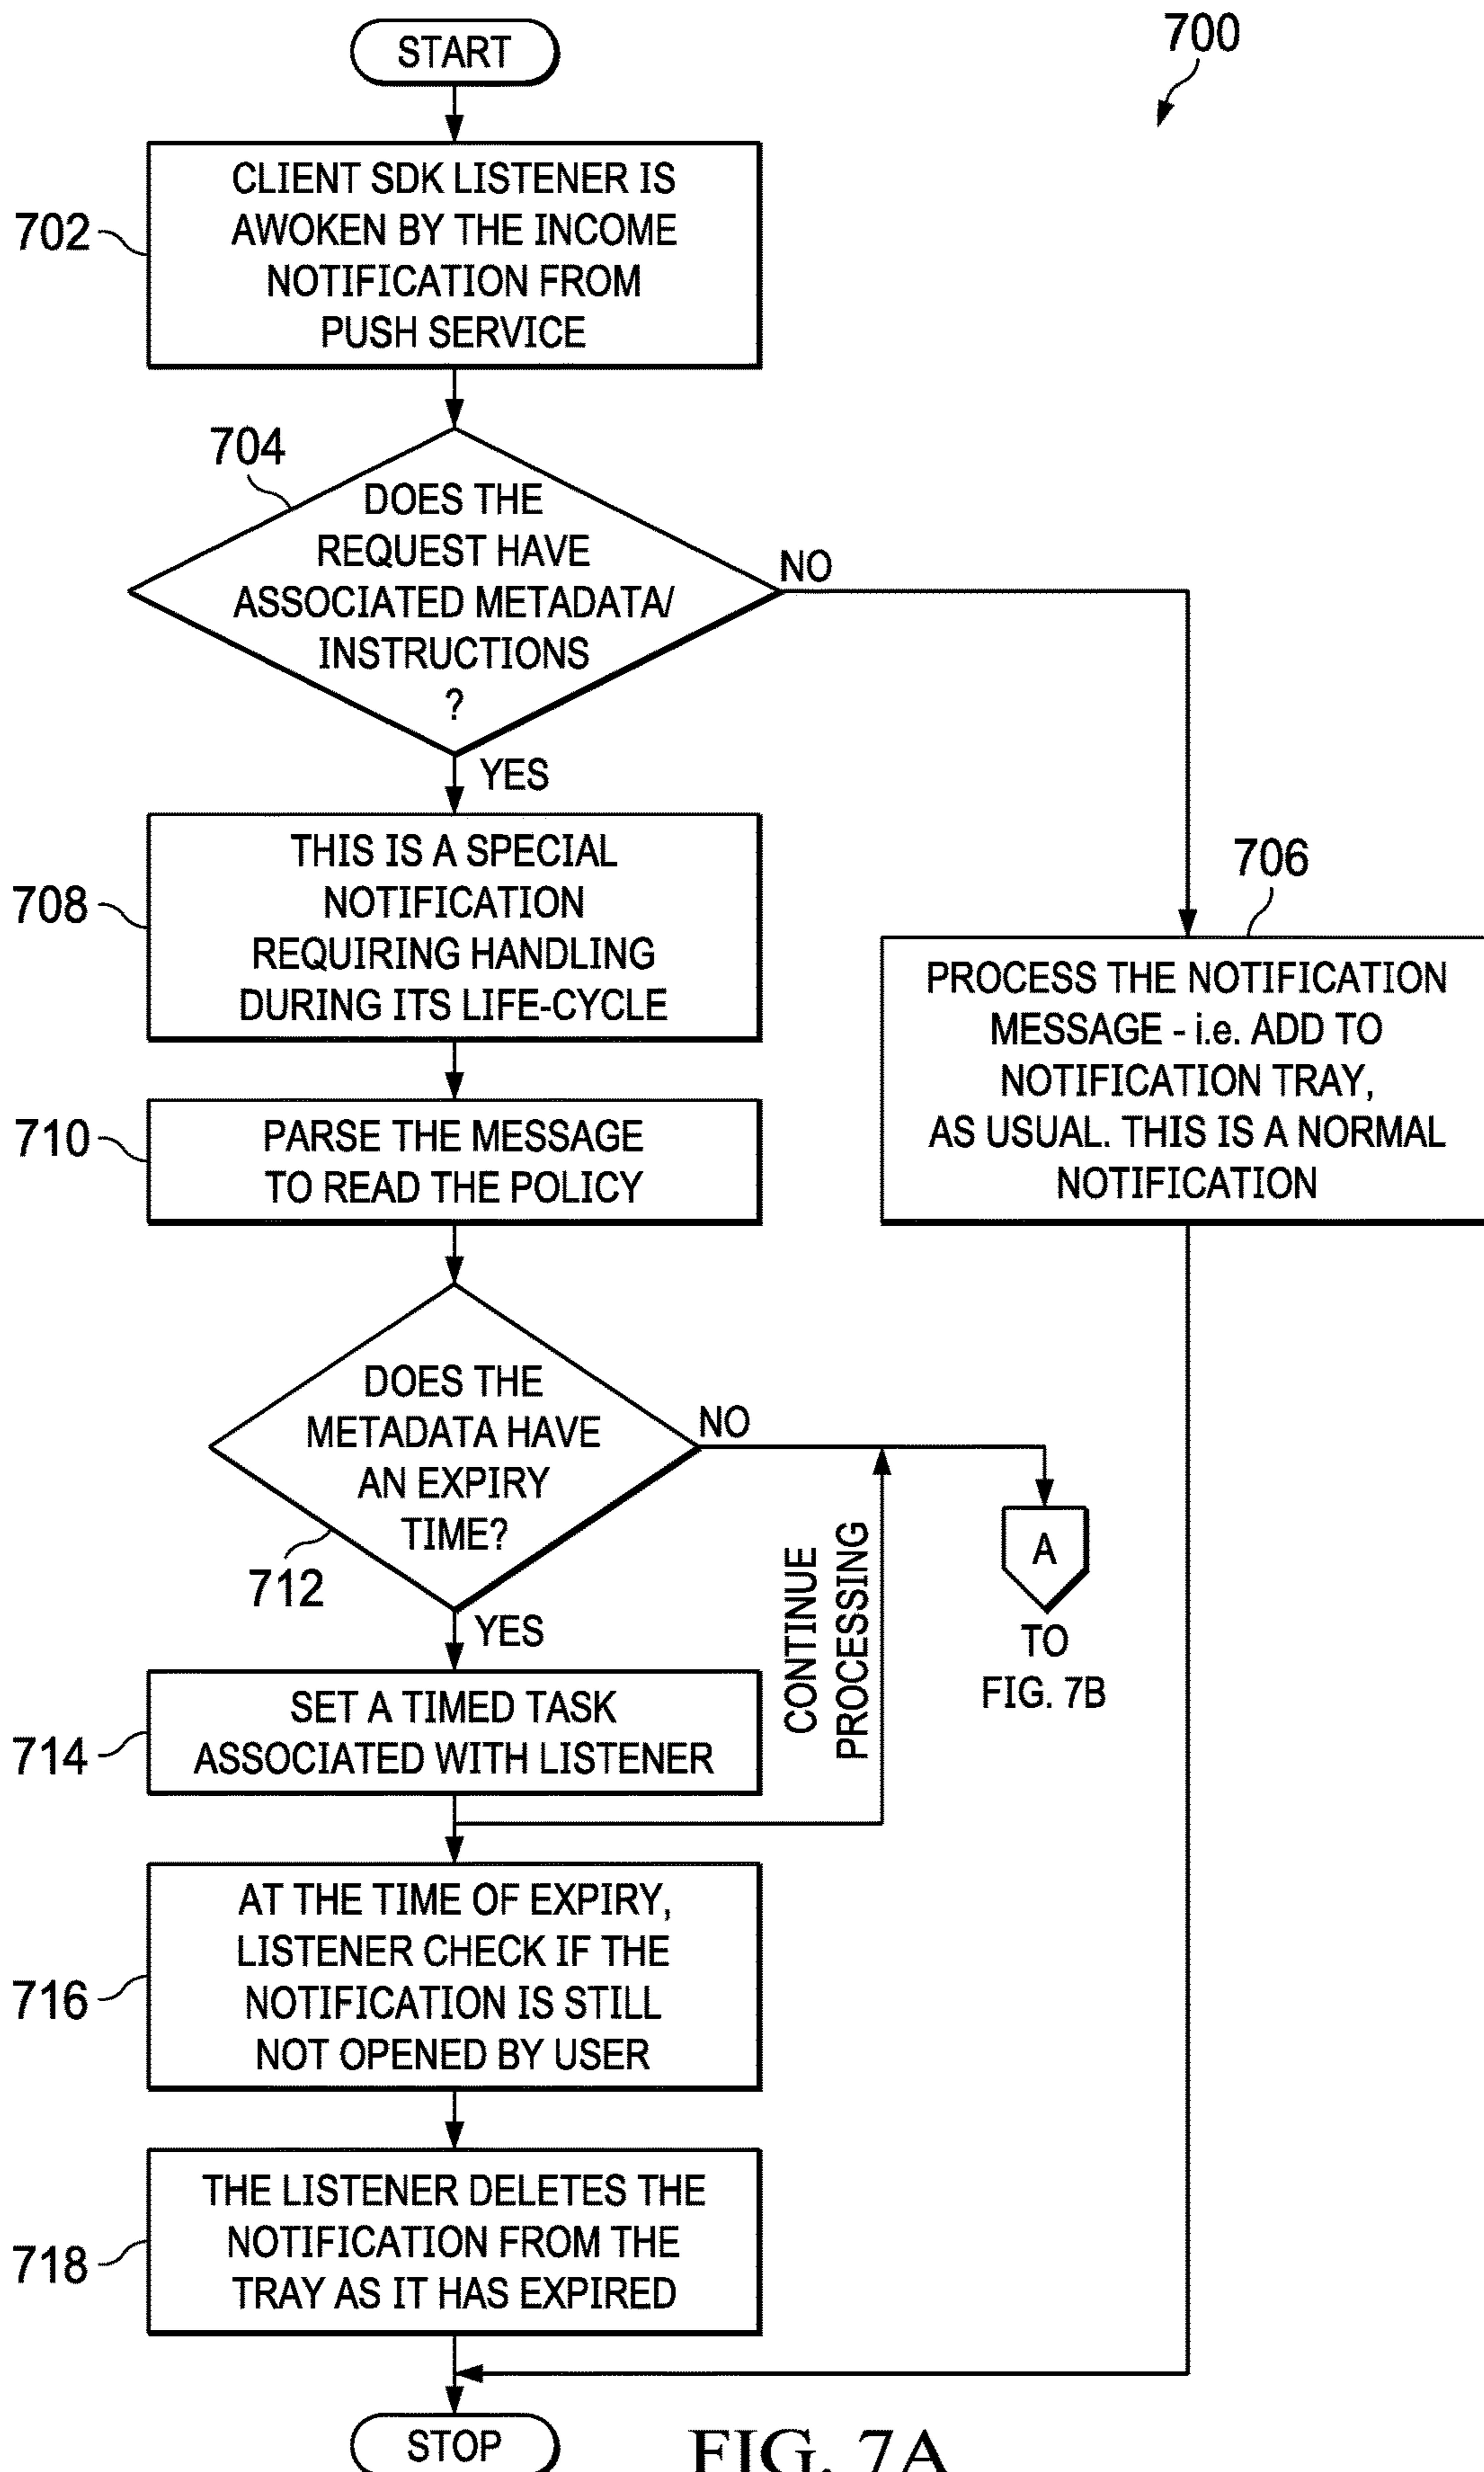 START
700
702
CLIENT SDK LISTENER IS
AWOKEN BY THE INCOME
NOTIFICATION FROM
PUSH SERVICE
704
DOES THE
REQUEST HAVE
ASSOCIATED METADATA/
INSTRUCTIONS
?
NO
YES
708
THIS IS A SPECIAL
NOTIFICATION
REQUIRING HANDLING
DURING ITS LIFE-CYCLE
706
PROCESS THE NOTIFICATION
MESSAGE - i.e. ADD TO
NOTIFICATION TRAY,
AS USUAL. THIS IS A NORMAL
NOTIFICATION
710
PARSE THE MESSAGE
TO READ THE POLICY
DOES THE
METADATA HAVE
AN EXPIRY
TIME?
712
NO
YES
CONTINUE
PROCESSING
A
TO
FIG. 7B
714
SET A TIMED TASK
ASSOCIATED WITH LISTENER
716
AT THE TIME OF EXPIRY,
LISTENER CHECK IF THE
NOTIFICATION IS STILL
NOT OPENED BY USER
718
THE LISTENER DELETES THE
NOTIFICATION FROM THE
TRAY AS IT HAS EXPIRED
STOP
FIG. 7A